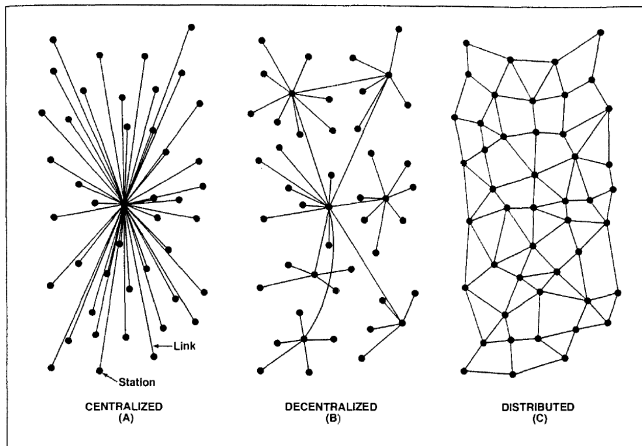 Link
Station
CENTRALIZED
(A)
DECENTRALIZED
(B)
DISTRIBUTED
(C)